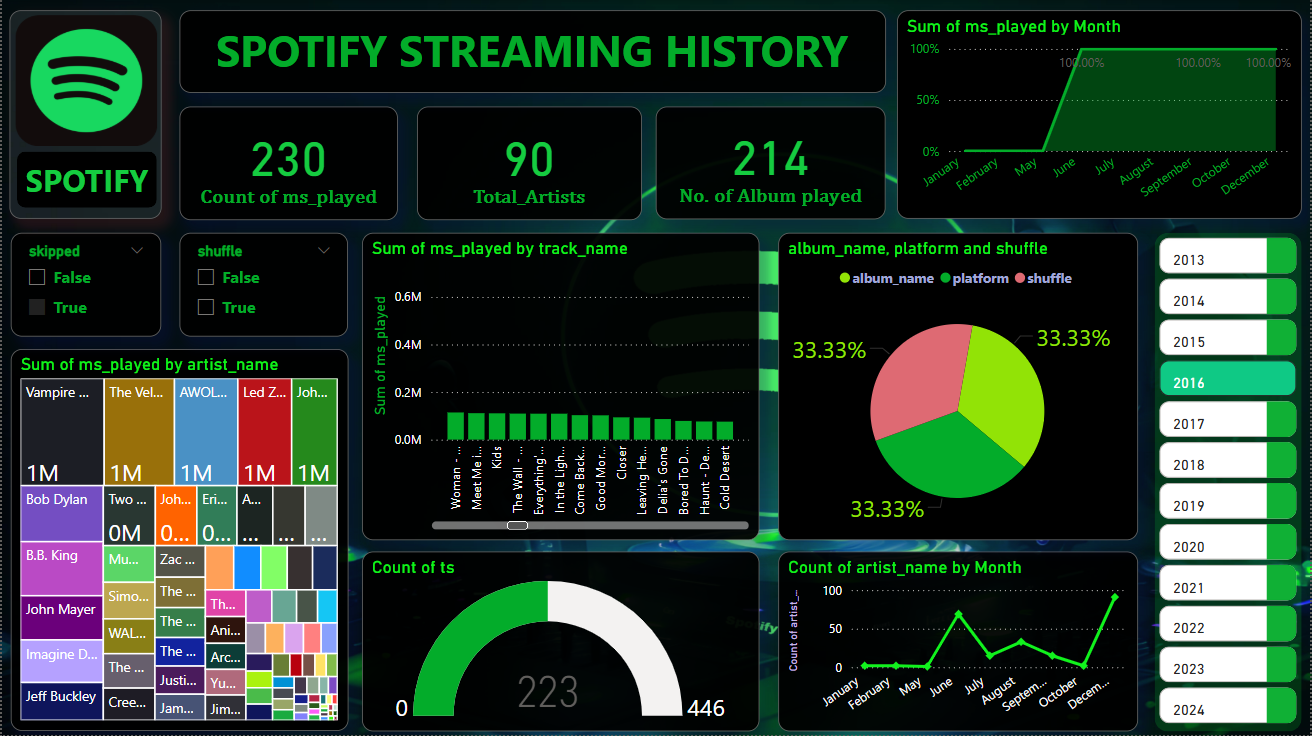 SPOTIFY
SPOTIFY STREAMING HISTORY
230
Count of ms_played
90
Total_Artists
214
No. of Album played
Sum of ms_played by Month
100%
50%
0%
100.00%
100.00%
100.00%
January
February
May
June
July
August
September
October
December
skipped
False
True
shuffle
False
True
Sum of ms_played by artist_name
Vampire ...
1M
The Vel...
1M
AWOL...
1M
Led Z...
1M
Joh...
1M
Bob Dylan
Two ...
0M
Joh...
0...
Eri...
0...
A...
...
...
...
B.B. King
Mu...
Zac ...
John Mayer
Simo...
The ...
Th...
WAL...
The ...
Ani...
Imagine D...
The ...
The ...
Arc...
Justi...
Yu...
Jeff Buckley
Cree...
Jam...
Jim...
Sum of ms_played by track_name
Sum of ms_played
0.6M
0.4M
0.2M
0.0M
Woman - ...
Meet Me i...
Kids
The Wall - ...
Everything'...
In the Ligh...
Come Back...
Good Mor...
Closer
Leaving He...
Delia's Gone
Bored To D...
Haunt - De...
Cold Desert
album_name, platform and shuffle
album_name
platform
shuffle
33.33%
33.33%
33.33%
Count of ts
0
223
446
Count of artist_name by Month
Count of artist_...
100
50
0
January
February
May
June
July
August
Septem...
October
Decem...
2013
2014
2015
2016
2017
2018
2019
2020
2021
2022
2023
2024